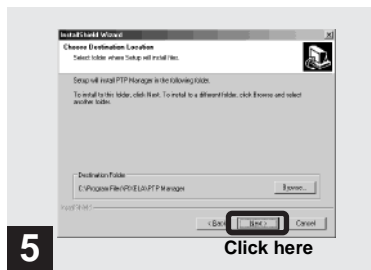 InstallShield Wizard
Choose Destination Location
Select folder where Setup will install files.
Setup will install PTP Manager in the following folder.
To install to this folder, click Next. To install to a different folder, click Browse and select
another folder.
Destination Folder
C:\Program Files\PIXELA\PTP Manager
Browse...
InstallShield
< Back
Next >
Cancel
5
Click here